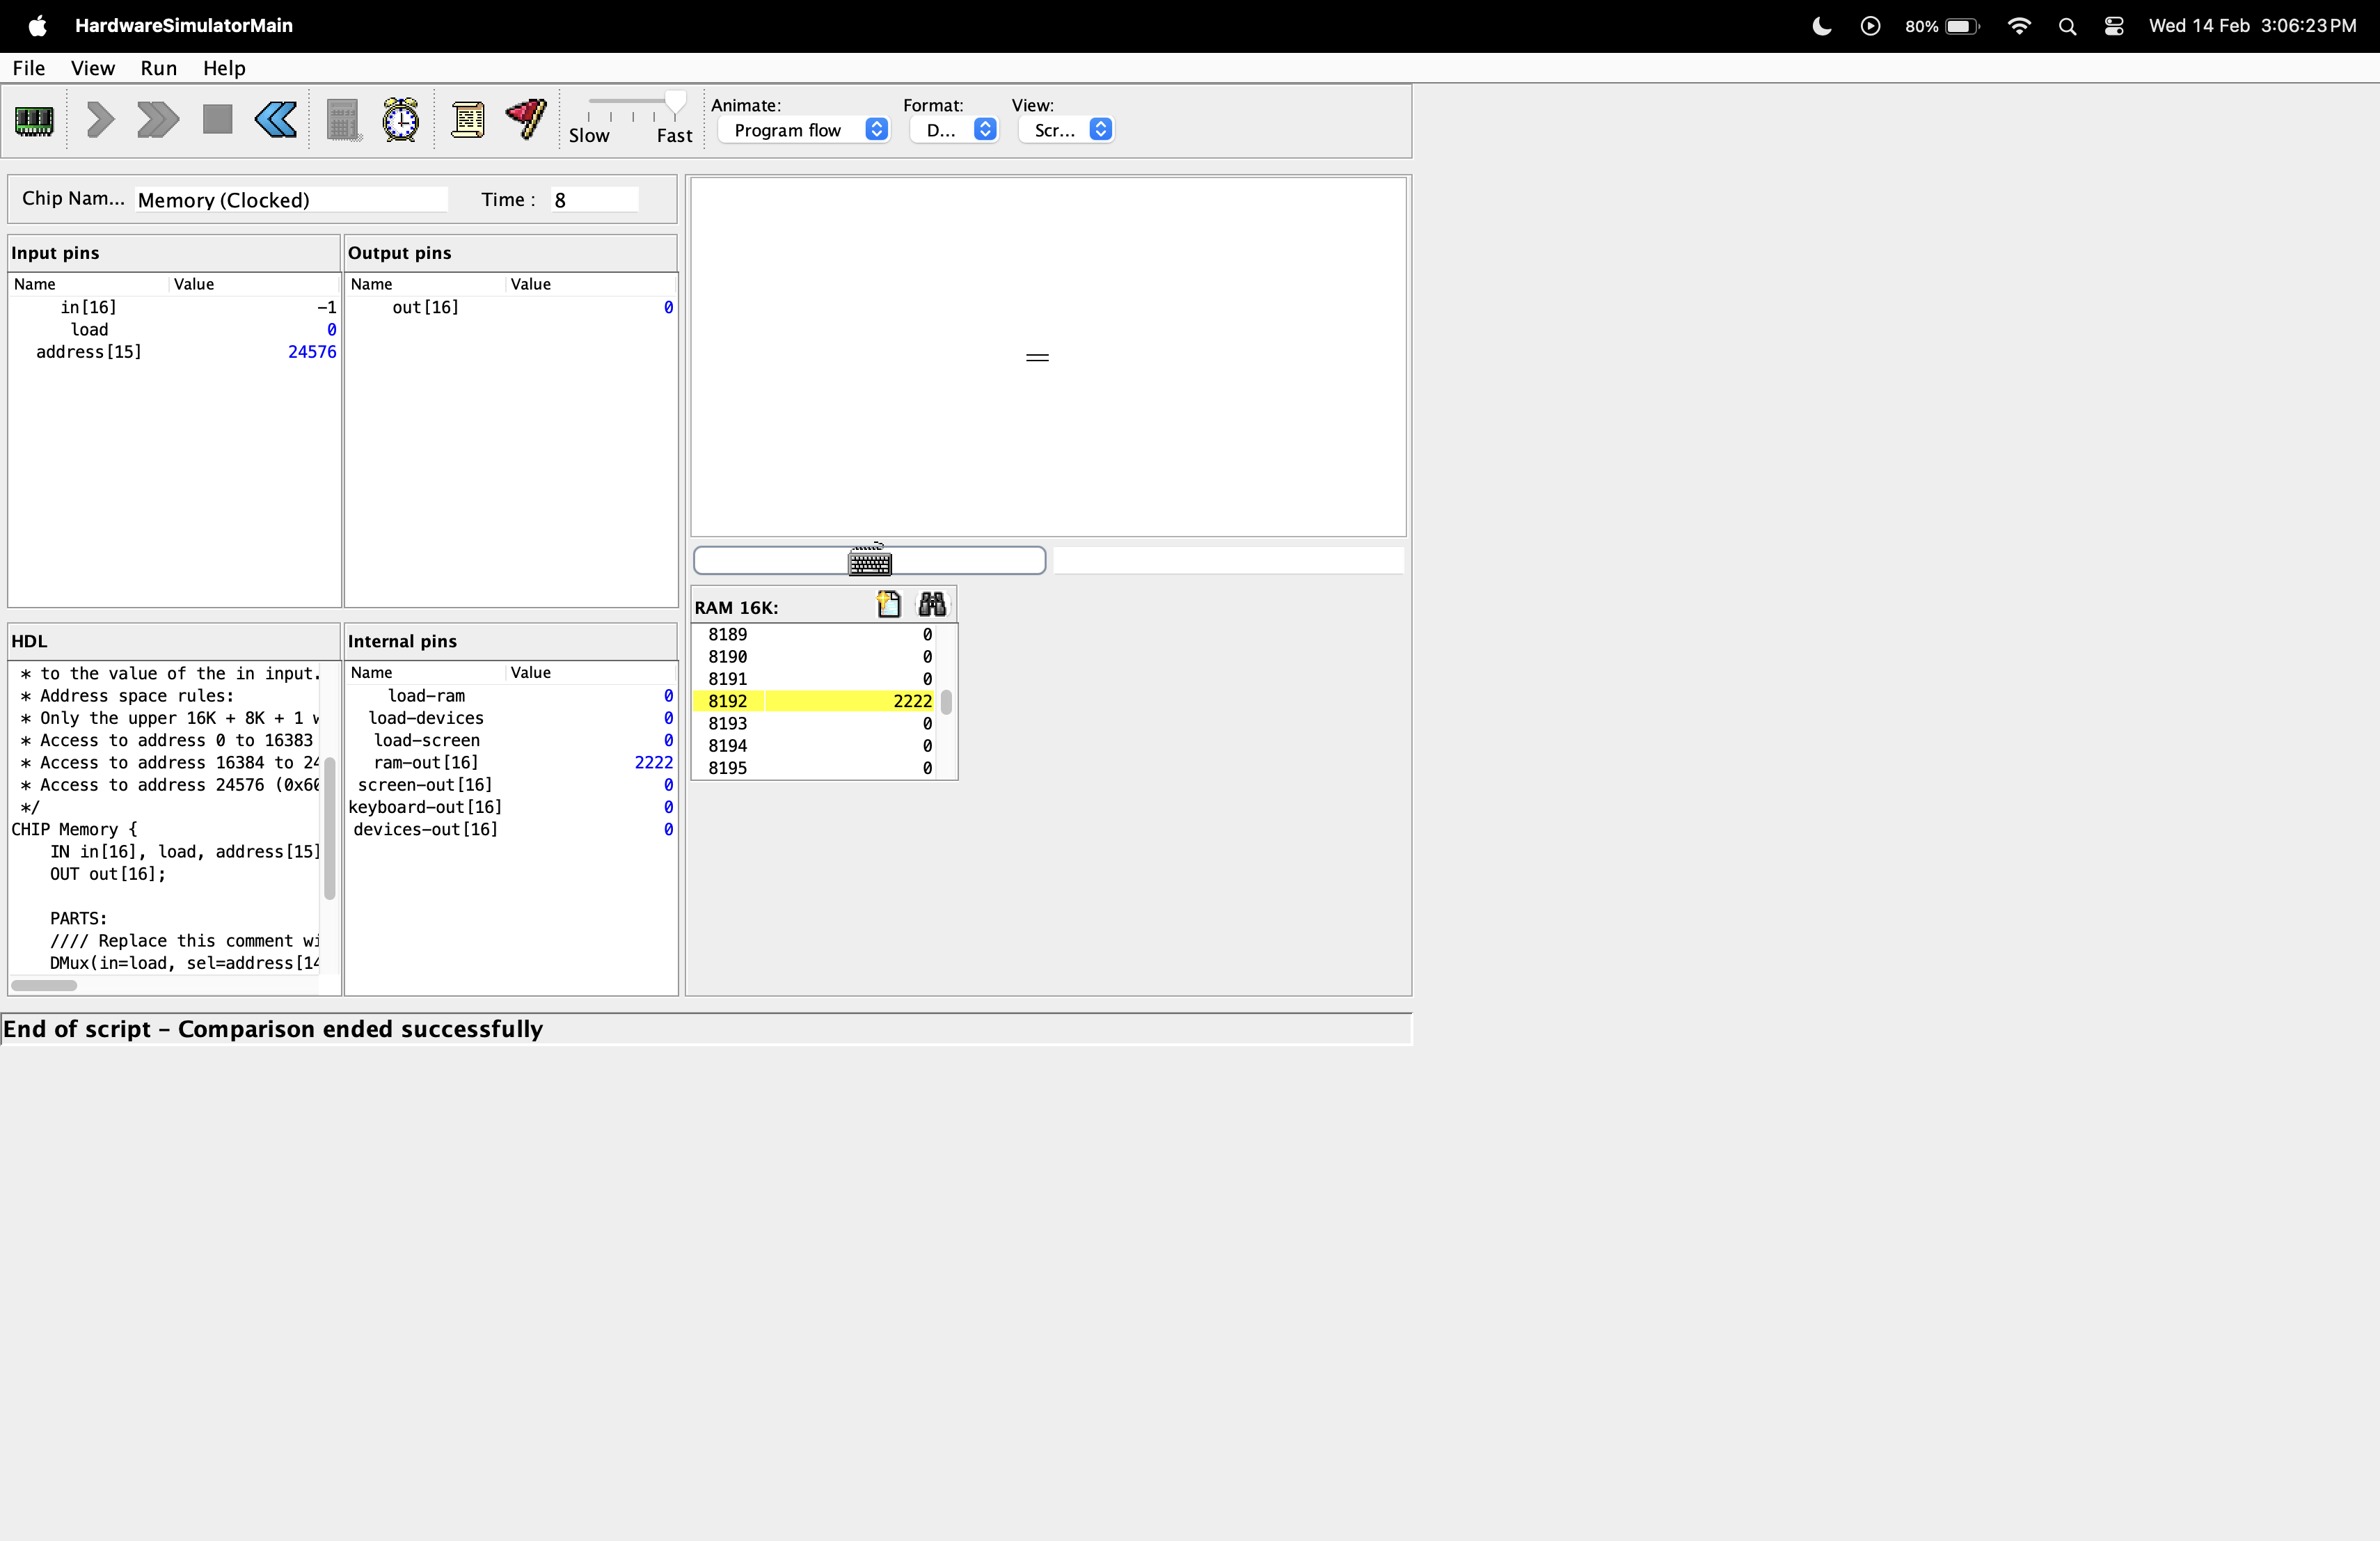 HardwareSimulatorMain
80%
Wed 14 Feb 3:06:23 PM
File View Run Help
Slow Fast
Animate: Format: View:
Program flow D... Scr...
Chip Nam... Memory (Clocked) Time : 8
Input pins
Name Value
in[16] -1
load 0
address[15] 24576
Output pins
Name Value
out[16] 0
RAM 16K:
8189 0
8190 0
8191 0
8192 2222
8193 0
8194 0
8195 0
HDL
* to the value of the in input.
* Address space rules:
* Only the upper 16K + 8K + 1 w
* Access to address 0 to 16383
* Access to address 16384 to 24
* Access to address 24576 (0x60
*/
CHIP Memory {
IN in[16], load, address[15]
OUT out[16];
PARTS:
//// Replace this comment wi
DMux(in=load, sel=address[14
Internal pins
Name Value
load-ram 0
load-devices 0
load-screen 0
ram-out[16] 2222
screen-out[16] 0
keyboard-out[16] 0
devices-out[16] 0
End of script - Comparison ended successfully